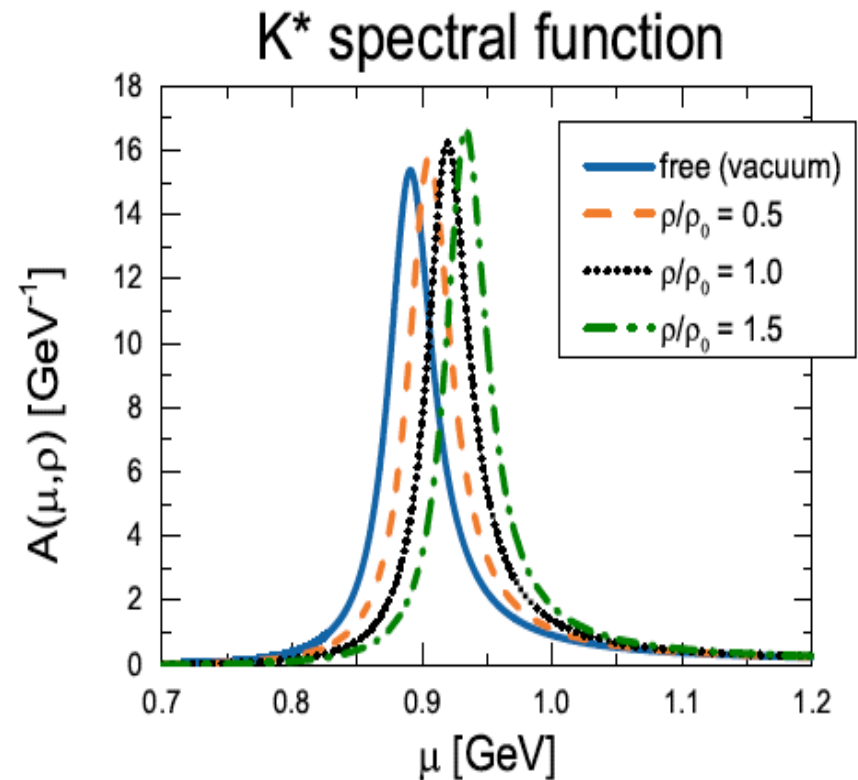 K* spectral function
A(μ,ρ) [GeV⁻¹]
18
16
14
12
10
8
6
4
2
0
free (vacuum)
ρ/ρ₀ = 0.5
ρ/ρ₀ = 1.0
ρ/ρ₀ = 1.5
0.7 0.8 0.9 1.0 1.1 1.2
μ [GeV]